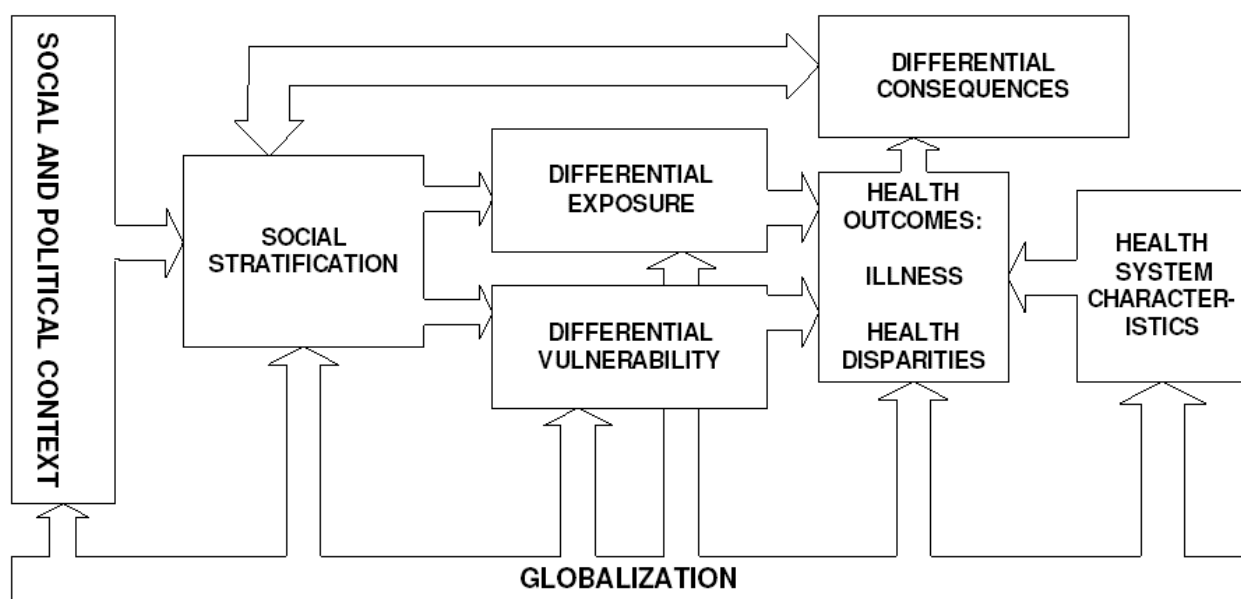 SOCIAL AND POLITICAL CONTEXT
SOCIAL
STRATIFICATION
DIFFERENTIAL
EXPOSURE
DIFFERENTIAL
VULNERABILITY
DIFFERENTIAL
CONSEQUENCES
HEALTH
OUTCOMES:
ILLNESS
HEALTH
DISPARITIES
HEALTH
SYSTEM
CHARACTER-
ISTICS
GLOBALIZATION